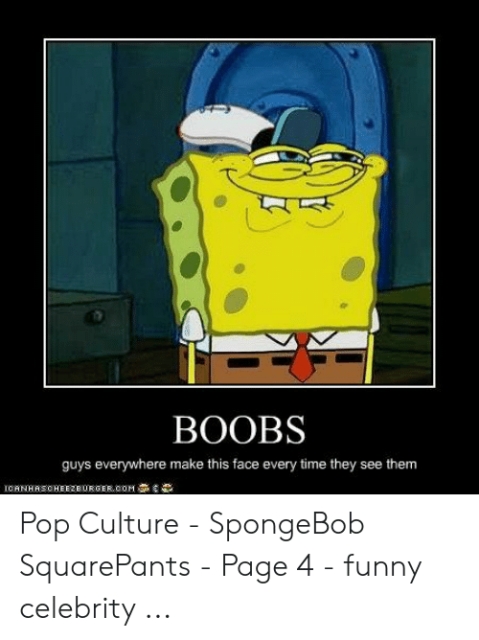 BOOBS
guys everywhere make this face every time they see them
ICANHASCHEEZBURGER.COM
Pop Culture - SpongeBob
SquarePants - Page 4 - funny
celebrity ...